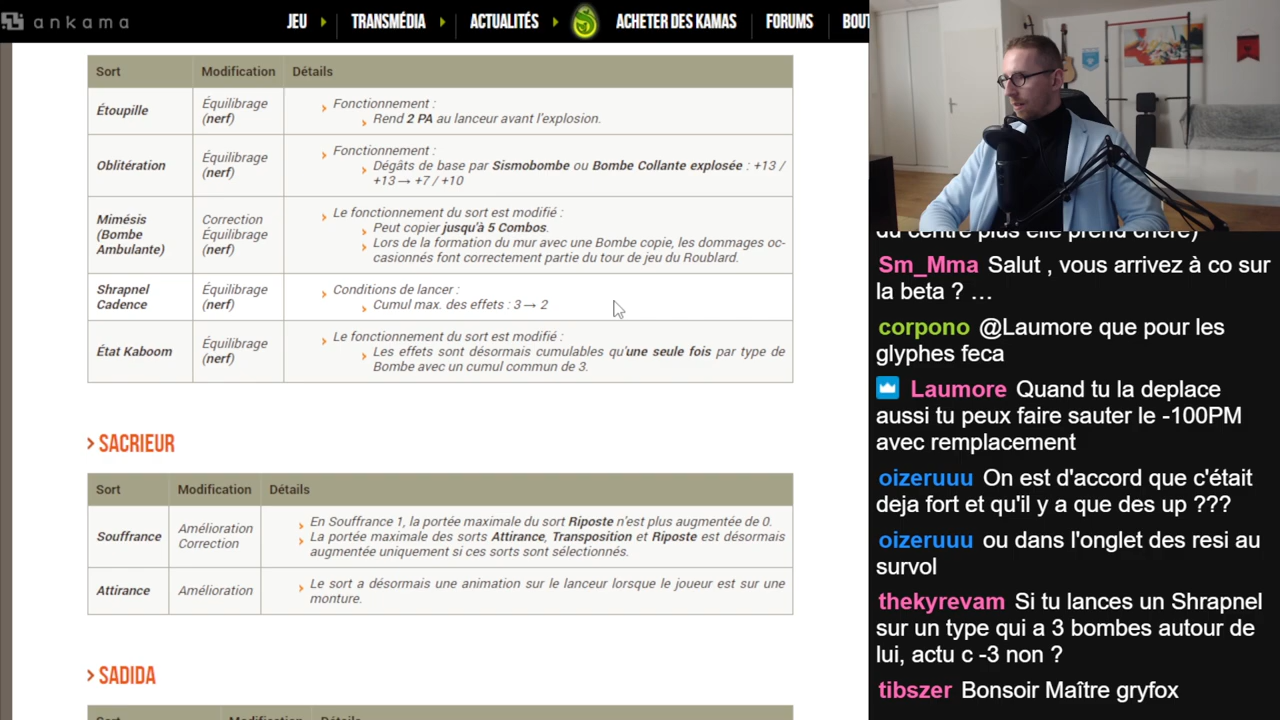 ankama
JEU
TRANSMÉDIA
ACTUALITÉS
ACHETER DES KAMAS
FORUMS
BOUT
Sort Modification Détails
Étoupille
Équilibrage
(nerf)
Fonctionnement :
Rend 2 PA au lanceur avant l'explosion.
Oblitération
Équilibrage
(nerf)
Fonctionnement :
Dégâts de base par Sismobombe ou Bombe Collante explosée : +13 /
+13 → +7 / +10
Mimésis
(Bombe
Ambulante)
Correction
Équilibrage
(nerf)
Le fonctionnement du sort est modifié :
Peut copier jusqu'à 5 Combos.
Lors de la formation du mur avec une Bombe copie, les dommages oc-
casionnés font correctement partie du tour de jeu du Roublard.
Shrapnel
Cadence
Équilibrage
(nerf)
Conditions de lancer :
Cumul max. des effets : 3 → 2
État Kaboom
Équilibrage
(nerf)
Le fonctionnement du sort est modifié :
Les effets sont désormais cumulables qu'une seule fois par type de
Bombe avec un cumul commun de 3.
SACRIEUR
Sort Modification Détails
Souffrance
Amélioration
Correction
En Souffrance 1, la portée maximale du sort Riposte n'est plus augmentée de 0.
La portée maximale des sorts Attirance, Transposition et Riposte est désormais
augmentée uniquement si ces sorts sont sélectionnés.
Attirance
Amélioration
Le sort a désormais une animation sur le lanceur lorsque le joueur est sur une
monture.
SADIDA
Sort Modification Détails
du centre plus elle prend chère)
Sm_Mma Salut , vous arrivez à co sur
la beta ? …
corpono @Laumore que pour les
glyphes feca
Laumore Quand tu la deplace
aussi tu peux faire sauter le -100PM
avec remplacement
oizeruuu On est d'accord que c'était
deja fort et qu'il y a que des up ???
oizeruuu ou dans l'onglet des resi au
survol
thekyrevam Si tu lances un Shrapnel
sur un type qui a 3 bombes autour de
lui, actu c -3 non ?
tibszer Bonsoir Maître gryfox